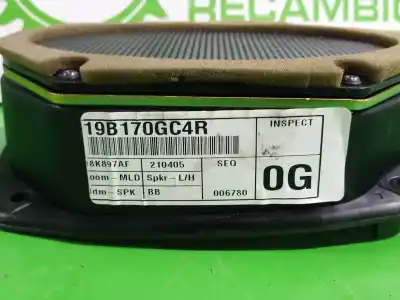 RECAMBIO
19B170GC4R
INSPECT
8K897AF 210405 SEQ
oom-MLD Spkr-L/H 006780
dm-SPK BB
0G